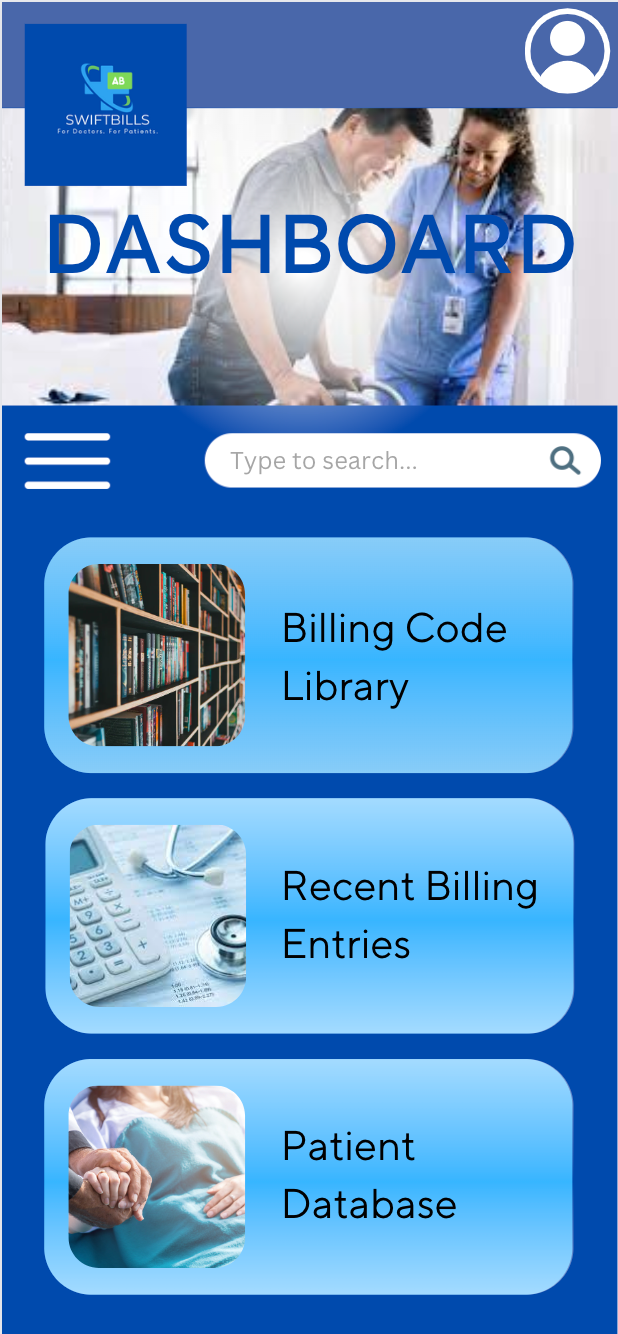 AB
SWIFTBILLS
For Doctors. For Patients.
DASHBOARD
Type to search...
Billing Code
Library
Recent Billing
Entries
Patient
Database